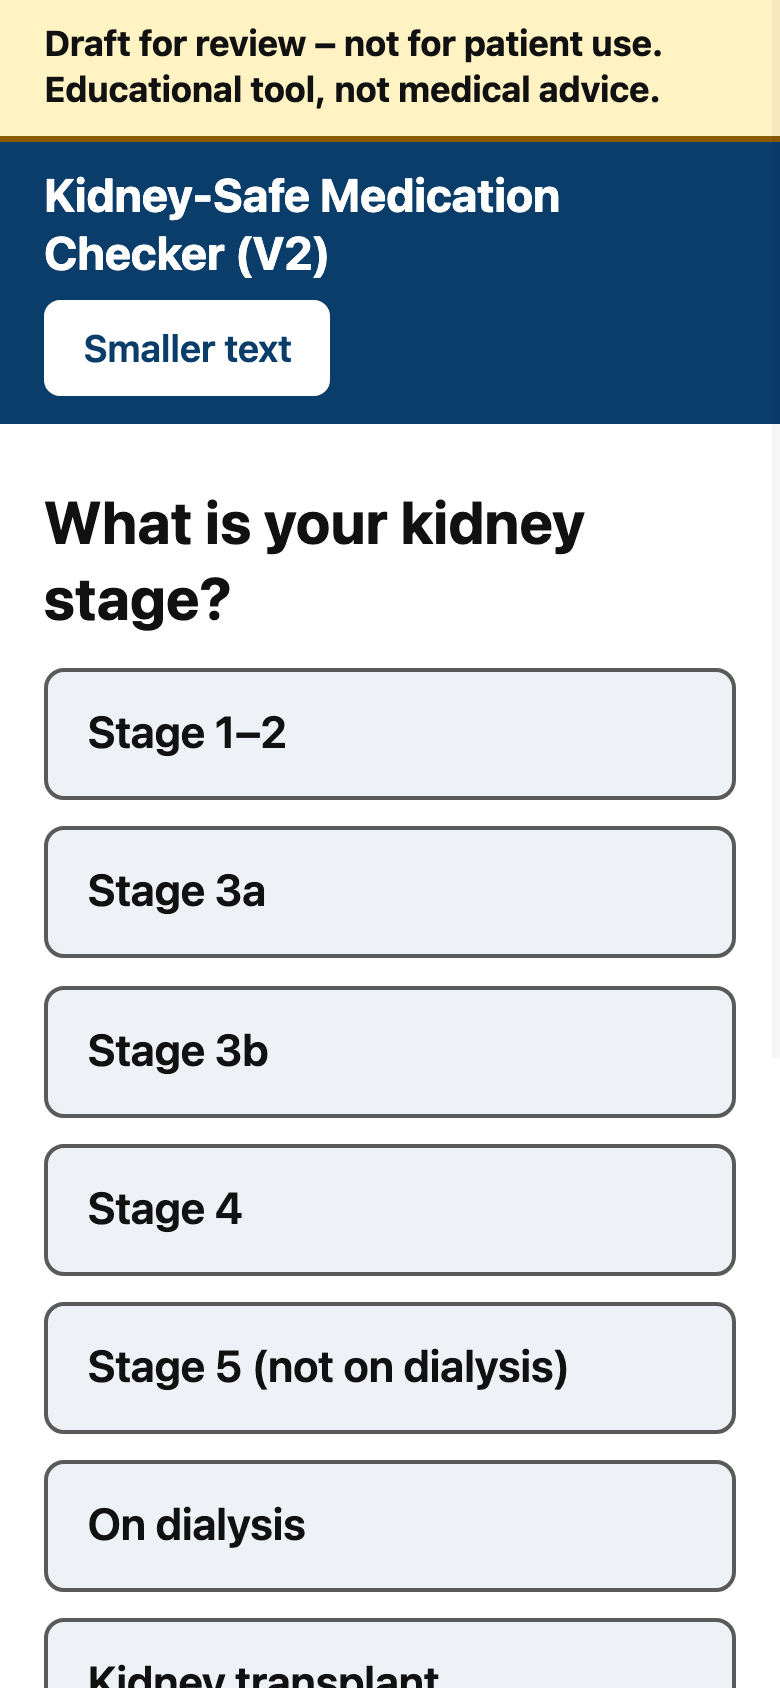 Draft for review – not for patient use.
Educational tool, not medical advice.
Kidney-Safe Medication
Checker (V2)
Smaller text
What is your kidney
stage?
Stage 1–2
Stage 3a
Stage 3b
Stage 4
Stage 5 (not on dialysis)
On dialysis
Kidney transplant